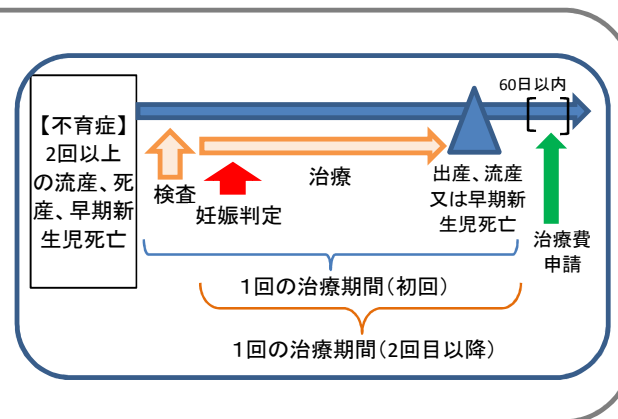 【不育症】
2回以上
の流産、死
産、早期新
生児死亡
検査
妊娠判定
治療
出産、流産
又は早期新
生児死亡
60日以内
治療費
申請
1回の治療期間（初回）
1回の治療期間（2回目以降）